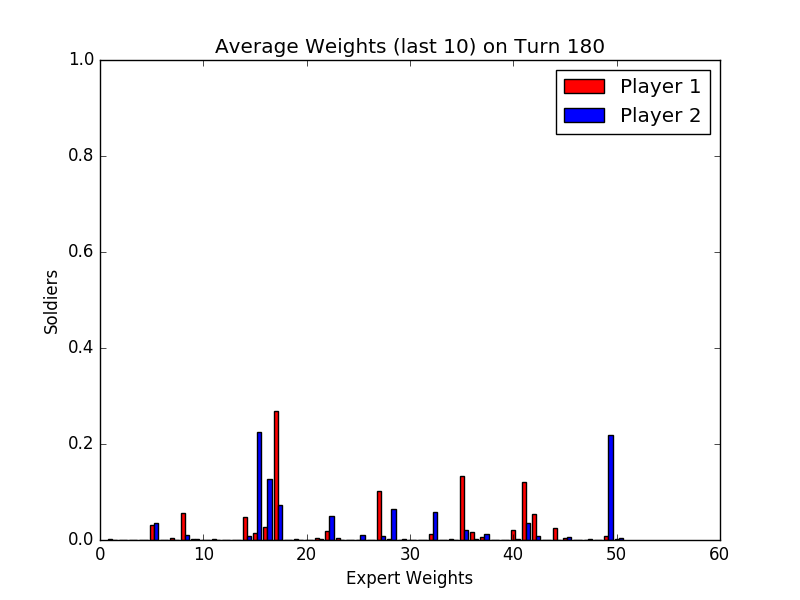 Average Weights (last 10) on Turn 180
1.0
Player 1
Player 2
0.8
0.6
Soldiers
0.4
0.2
0.0
0 10 20 30 40 50 60
Expert Weights